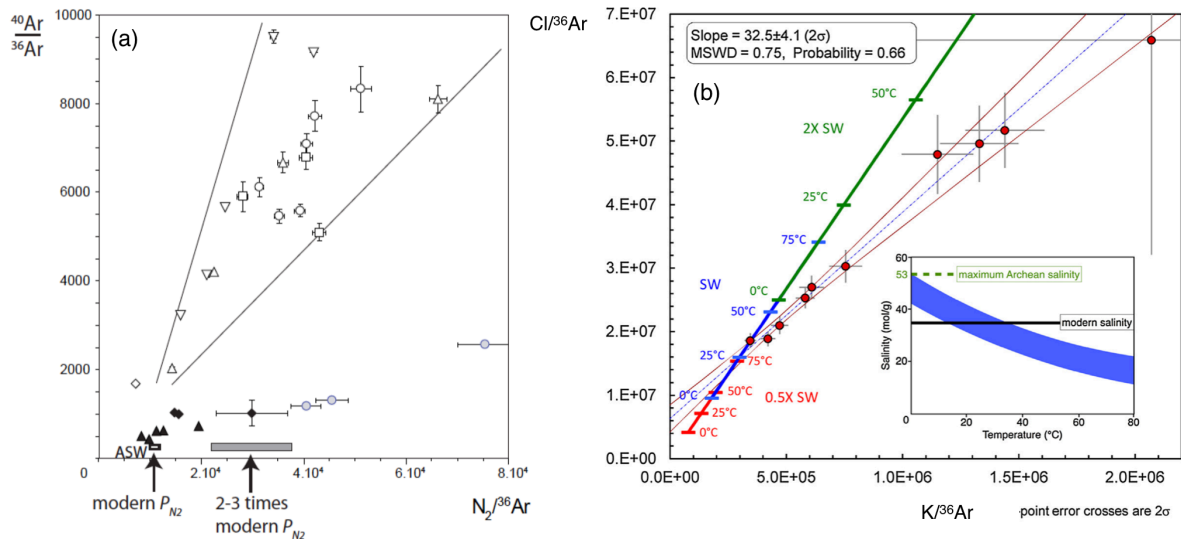 40Ar
36Ar
(a)
10000
8000
6000
4000
2000
0
ASW
0
2.10⁴
4.10⁴
6.10⁴
8.10⁴
modern P_N2
2-3 times
modern P_N2
N₂/³⁶Ar
Cl/³⁶Ar
7.E+07
6.E+07
5.E+07
4.E+07
3.E+07
2.E+07
1.E+07
0.E+00
Slope = 32.5±4.1 (2σ)
MSWD = 0.75, Probability = 0.66
(b)
50°C
2X SW
25°C
75°C
SW
0°C
50°C
25°C
75°C
0°C
50°C
0.5X SW
25°C
0°C
60
53
40
20
0
maximum Archean salinity
modern salinity
Salinity (mol/g)
0
20
40
60
80
Temperature (°C)
0.0E+00
5.0E+05
1.0E+06
1.5E+06
2.0E+06
K/³⁶Ar
·point error crosses are 2σ